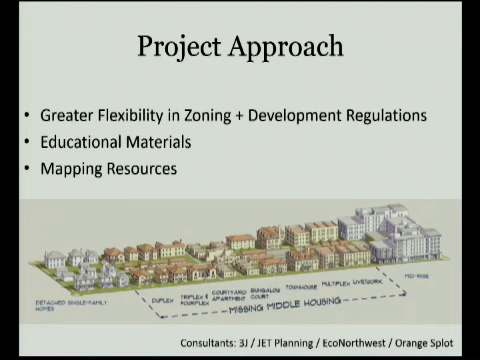 Project Approach
• Greater Flexibility in Zoning + Development Regulations
• Educational Materials
• Mapping Resources
DETACHED SINGLE-FAMILY
HOMES
DUPLEX
TRIPLEX &
FOURPLEX
COURTYARD
APARTMENT
BUNGALOW
COURT
TOWNHOUSE
MULTIPLEX
LIVE/WORK
MID-RISE
MISSING MIDDLE HOUSING
Consultants: 3J / JET Planning / EcoNorthwest / Orange Splot